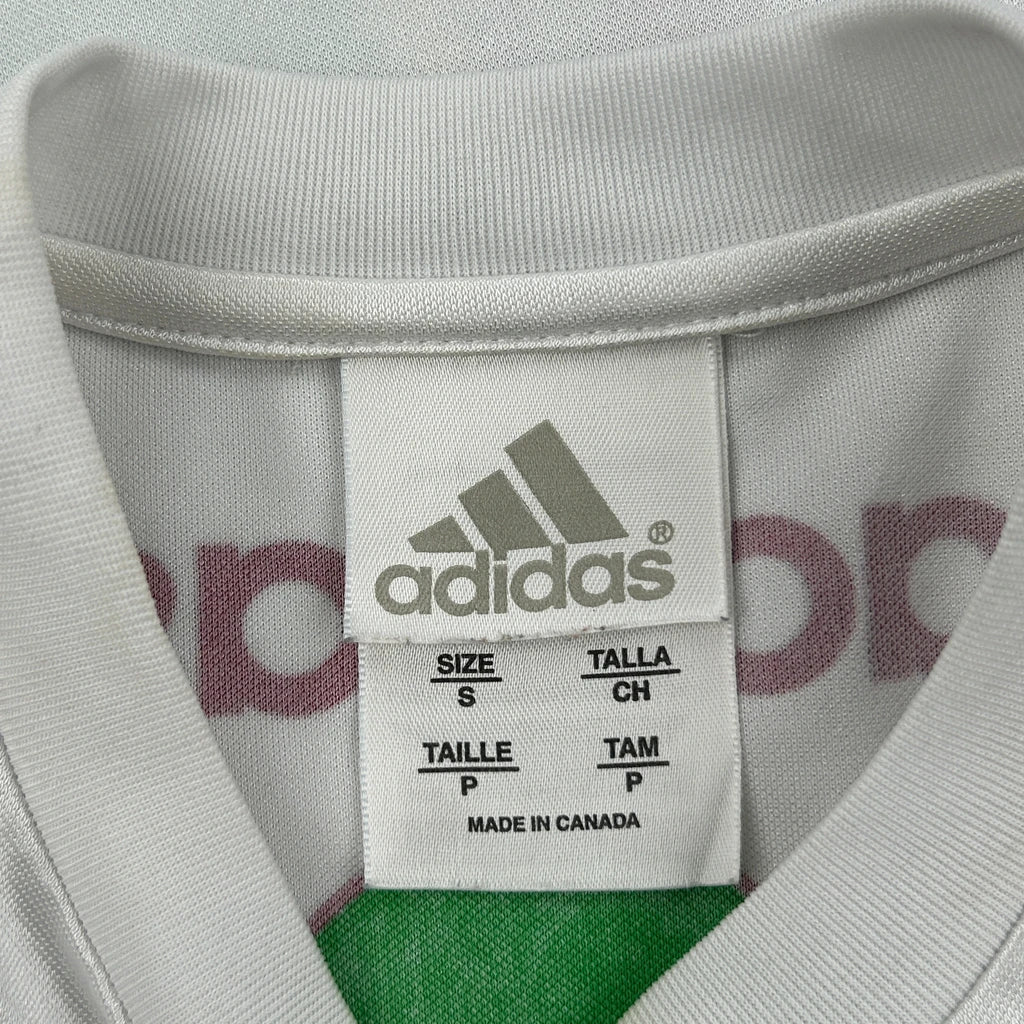 adidas®
SIZE TALLA
S CH
TAILLE TAM
P P
MADE IN CANADA